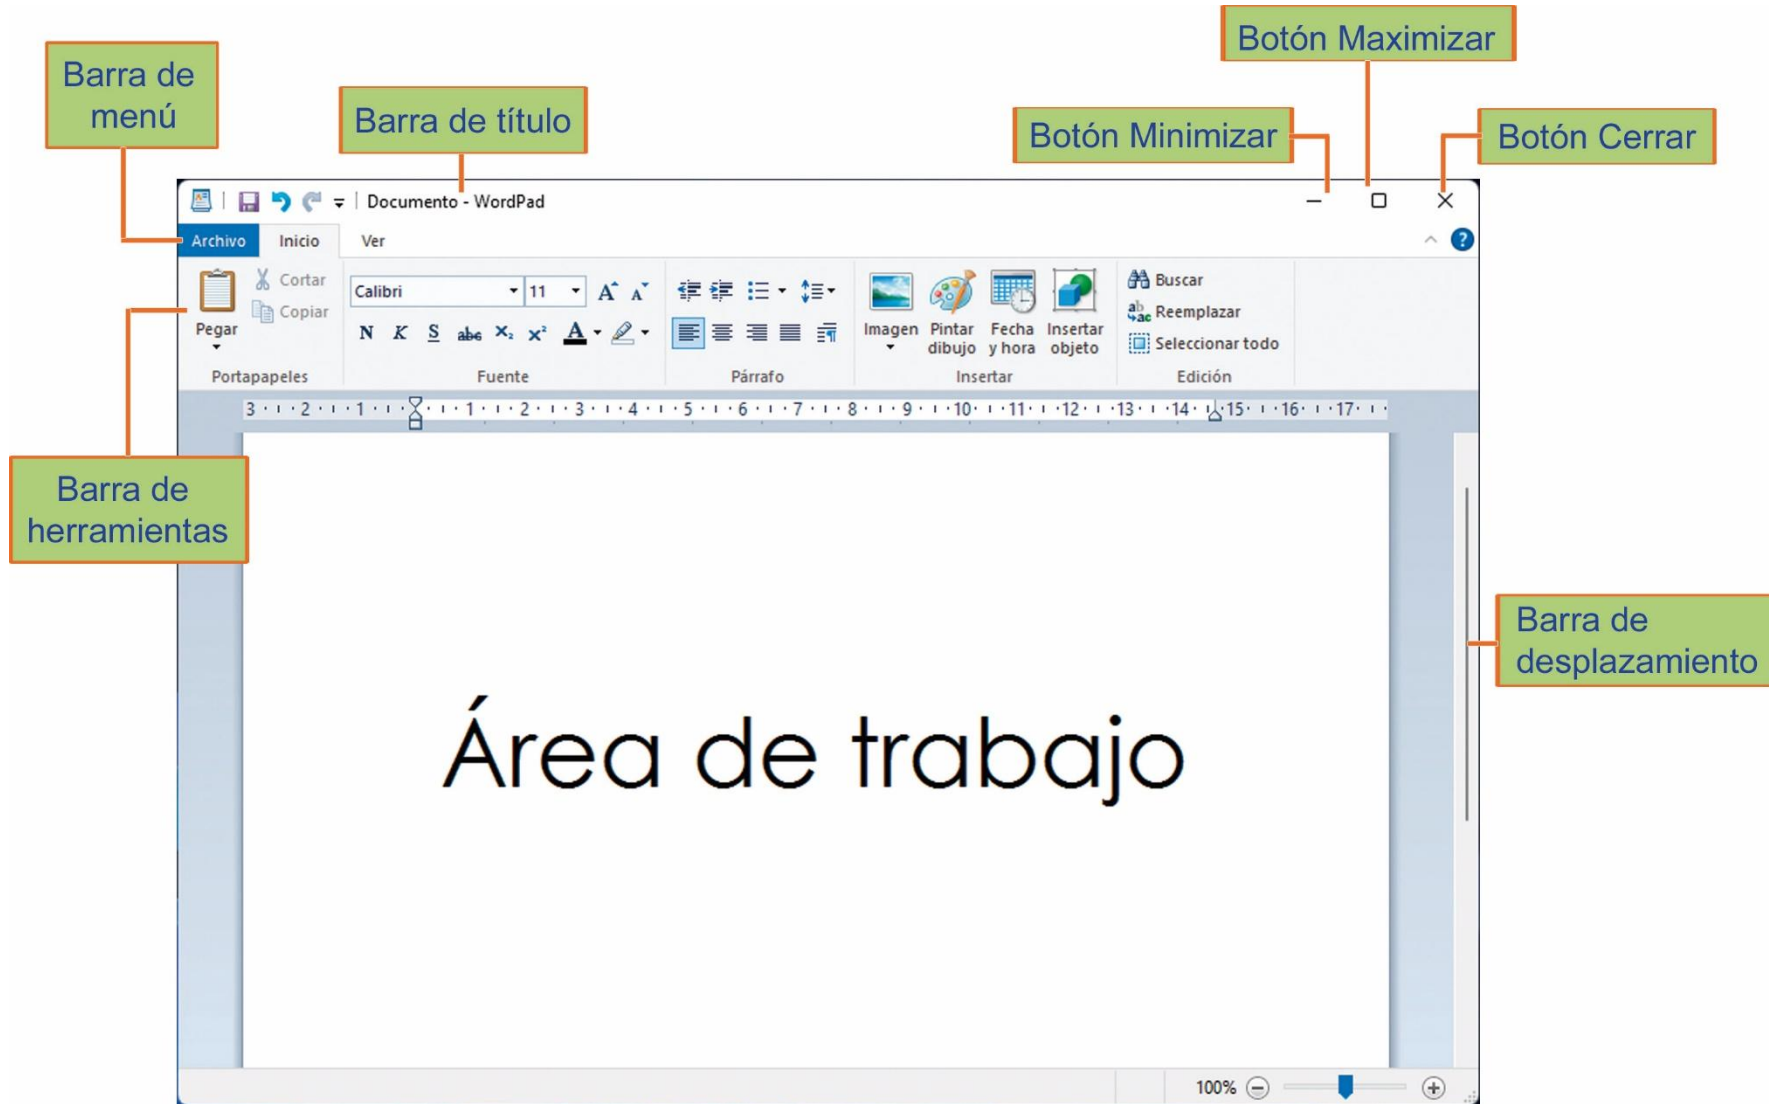 Botón Maximizar
Barra de
menú
Barra de título
Botón Minimizar
Botón Cerrar
Documento - WordPad
Archivo Inicio Ver
Pegar
Cortar
Copiar
Portapapeles
Calibri 11
N K S abc X₂ x² A
Fuente
Párrafo
Imagen
Pintar
dibujo
Fecha
y hora
Insertar
objeto
Insertar
Buscar
Reemplazar
Seleccionar todo
Edición
3 2 1 1 2 3 4 5 6 7 8 9 10 11 12 13 14 15 16 17
Barra de
herramientas
Barra de
desplazamiento
Área de trabajo
100%